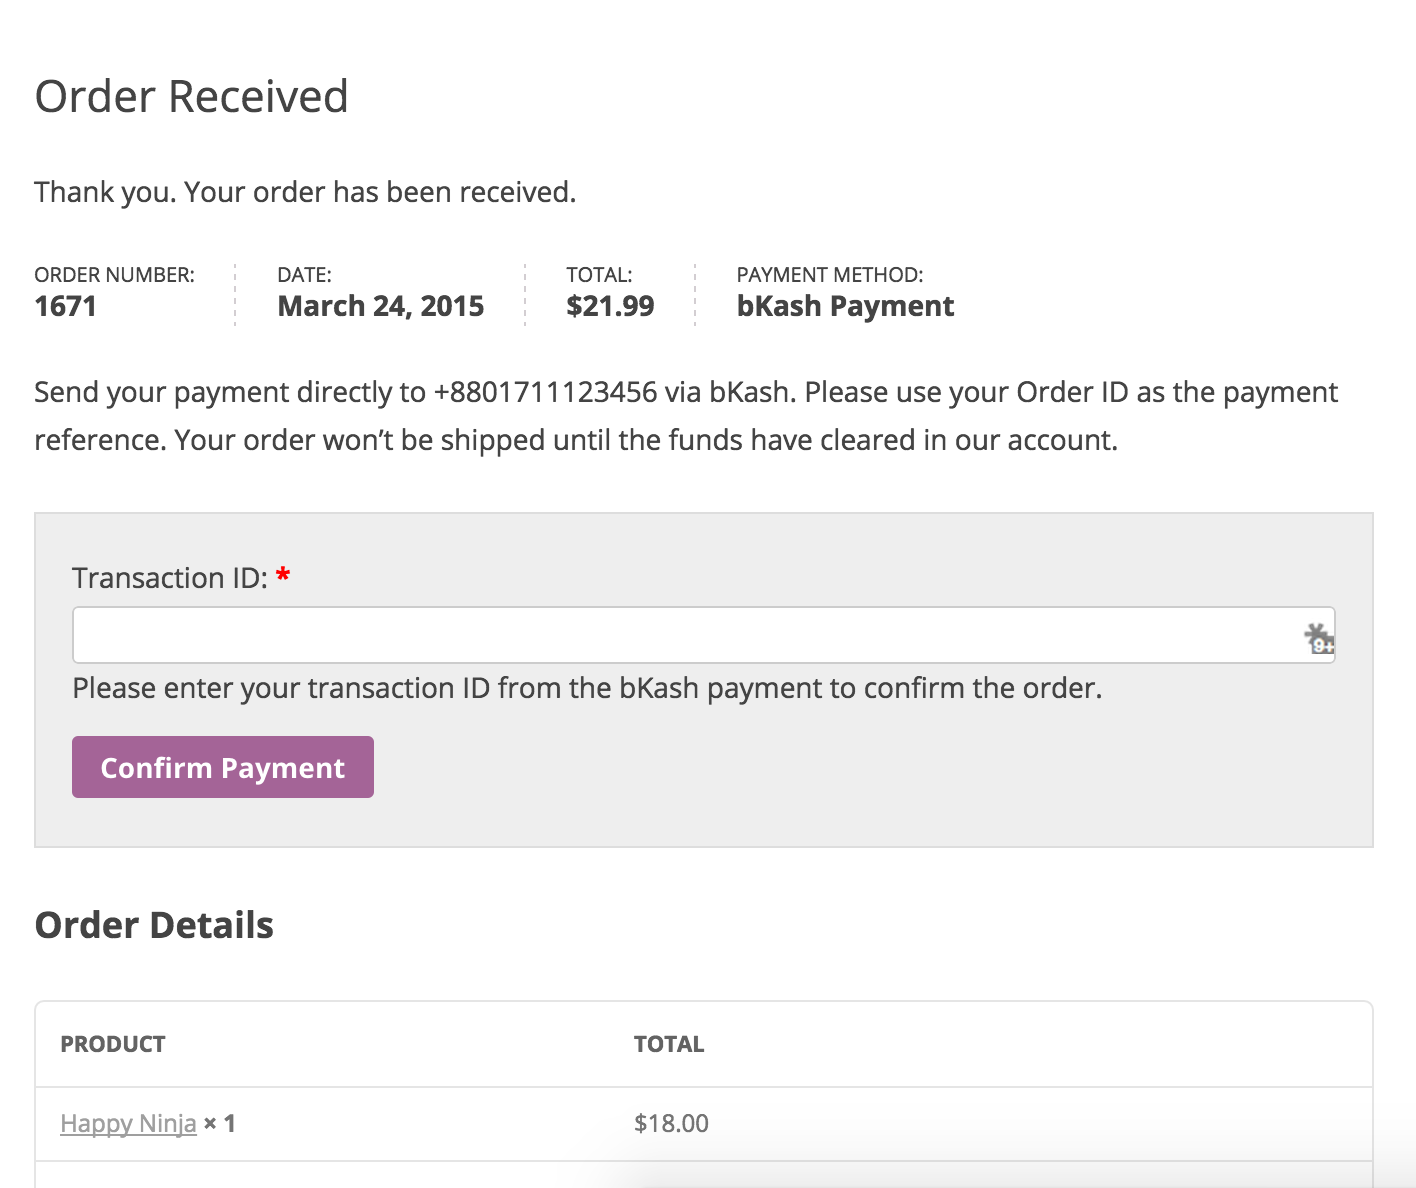 Order Received
Thank you. Your order has been received.
ORDER NUMBER:
1671
DATE:
March 24, 2015
TOTAL:
$21.99
PAYMENT METHOD:
bKash Payment
Send your payment directly to +8801711123456 via bKash. Please use your Order ID as the payment
reference. Your order won’t be shipped until the funds have cleared in our account.
Transaction ID: *
9+
Please enter your transaction ID from the bKash payment to confirm the order.
Confirm Payment
Order Details
PRODUCT
TOTAL
Happy Ninja × 1
$18.00